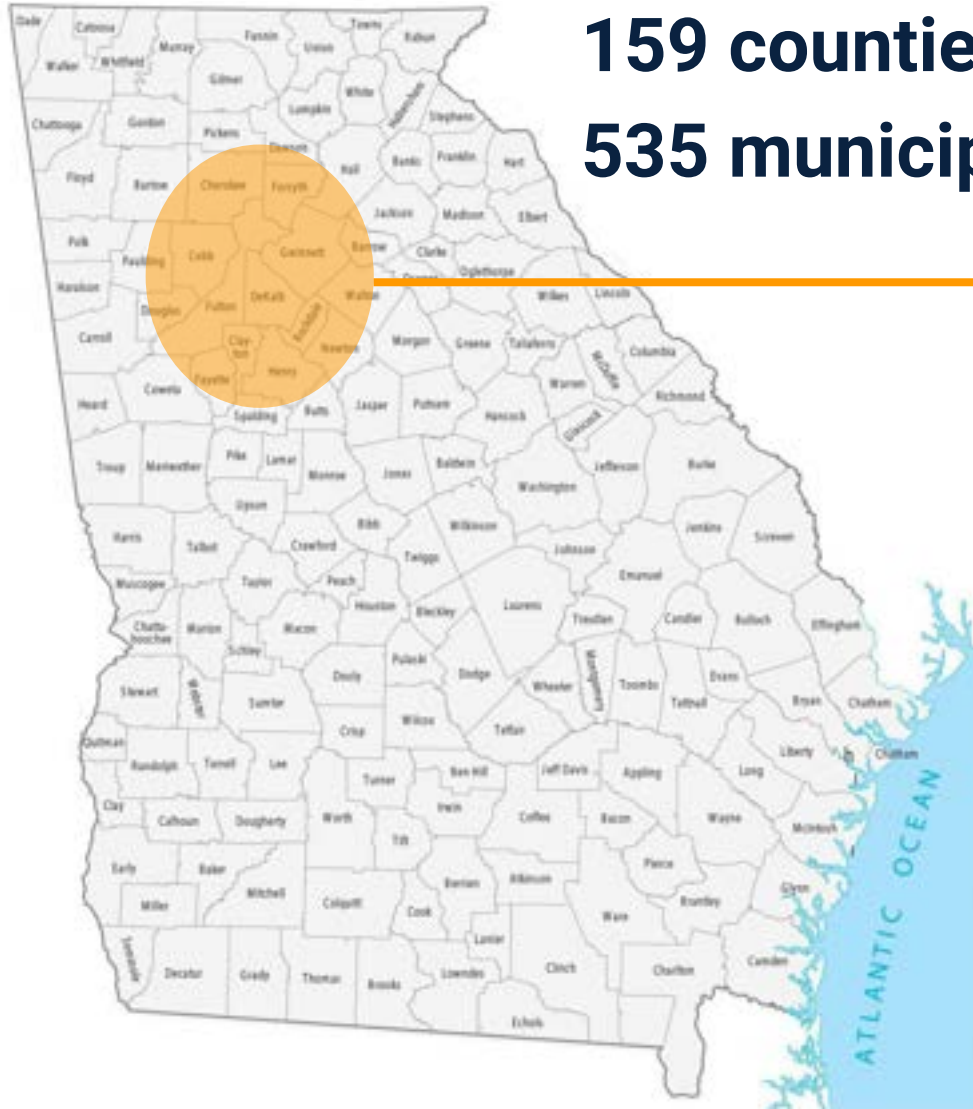 159 countie
535 municip
Dade
Catoosa
Fannin
Towns
Rabun
Murray
Union
Walker
Whitfield
Gilmer
White
Habersham
Lumpkin
Stephens
Chattooga
Gordon
Pickens
Dawson
Hall
Banks
Franklin
Hart
Floyd
Bartow
Cherokee
Forsyth
Jackson
Madison
Elbert
Polk
Paulding
Cobb
Gwinnett
Barrow
Clarke
Oconee
Oglethorpe
Haralson
Douglas
Fulton
DeKalb
Rockdale
Walton
Wilkes
Lincoln
Carroll
Clay-
ton
Newton
Morgan
Greene
Taliaferro
McDuffie
Columbia
Coweta
Fayette
Henry
Warren
Richmond
Heard
Spalding
Butts
Jasper
Putnam
Hancock
Glascock
Troup
Meriwether
Pike
Lamar
Monroe
Jones
Baldwin
Washington
Jefferson
Burke
Upson
Bibb
Wilkinson
Jenkins
Screven
Harris
Talbot
Crawford
Twiggs
Johnson
Emanuel
Muscogee
Taylor
Peach
Houston
Bleckley
Laurens
Treutlen
Candler
Bulloch
Effingham
Chatta-
hoochee
Marion
Macon
Schley
Pulaski
Dodge
Montgomery
Stewart
Webster
Sumter
Dooly
Wheeler
Toombs
Evans
Tattnall
Bryan
Chatham
Quitman
Crisp
Wilcox
Telfair
Liberty
Chatham
Randolph
Terrell
Lee
Turner
Ben Hill
Jeff Davis
Appling
Long
Clay
Calhoun
Dougherty
Worth
Irwin
Coffee
Bacon
Wayne
McIntosh
Tift
Early
Baker
Mitchell
Berrien
Atkinson
Pierce
Glynn
Miller
Colquitt
Cook
Ware
Brantley
Lanier
Seminole
Decatur
Grady
Thomas
Brooks
Lowndes
Clinch
Charlton
Camden
Echols
ATLANTIC OCEAN